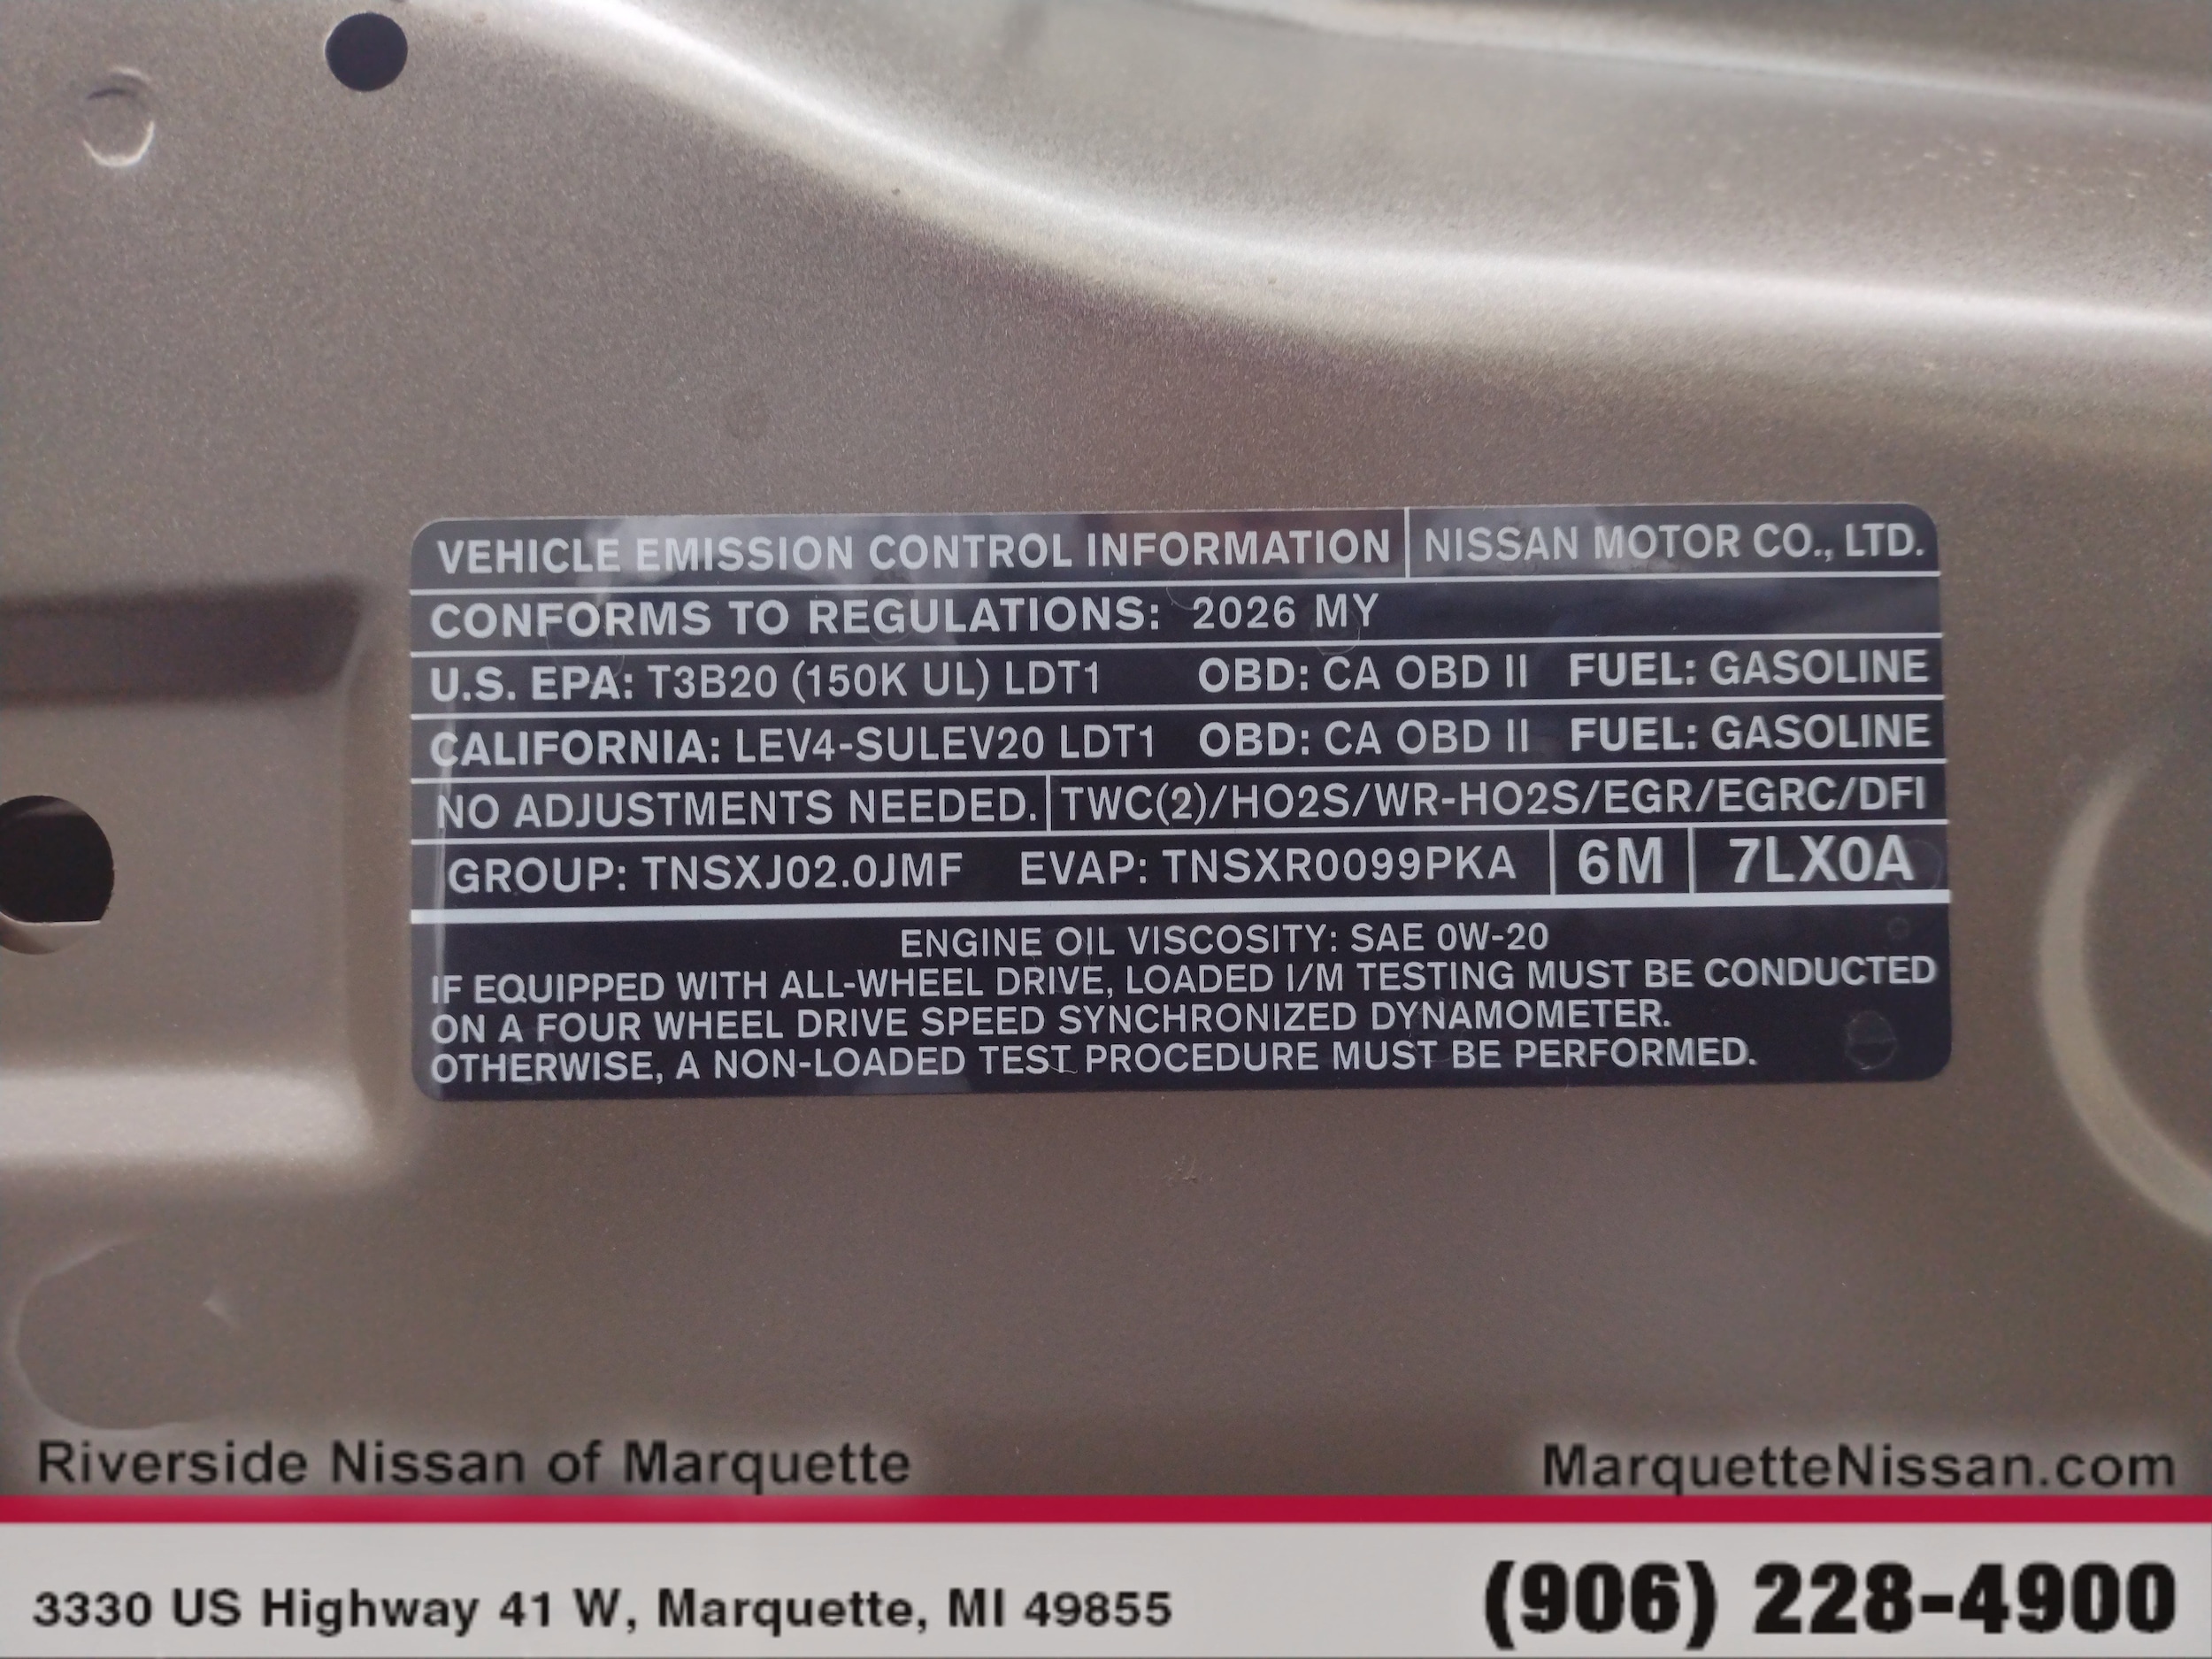 VEHICLE EMISSION CONTROL INFORMATION NISSAN MOTOR CO., LTD.
CONFORMS TO REGULATIONS: 2026 MY
U.S. EPA: T3B20 (150K UL) LDT1 OBD: CA OBD II FUEL: GASOLINE
CALIFORNIA: LEV4-SULEV20 LDT1 OBD: CA OBD II FUEL: GASOLINE
NO ADJUSTMENTS NEEDED. TWC(2)/HO2S/WR-HO2S/EGR/EGRC/DFI
GROUP: TNSXJ02.0JMF EVAP: TNSXR0099PKA 6M 7LX0A
ENGINE OIL VISCOSITY: SAE 0W-20
IF EQUIPPED WITH ALL-WHEEL DRIVE, LOADED I/M TESTING MUST BE CONDUCTED
ON A FOUR WHEEL DRIVE SPEED SYNCHRONIZED DYNAMOMETER.
OTHERWISE, A NON-LOADED TEST PROCEDURE MUST BE PERFORMED.
Riverside Nissan of Marquette MarquetteNissan.com
3330 US Highway 41 W, Marquette, MI 49855 (906) 228-4900